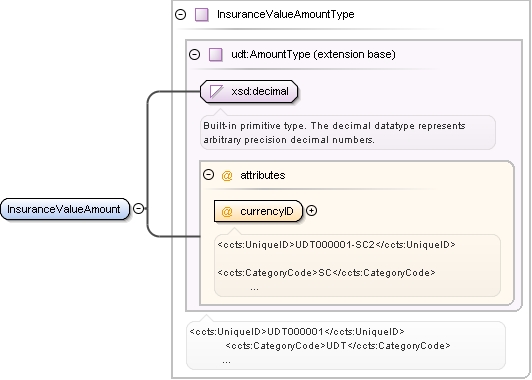 InsuranceValueAmountType
udt:AmountType (extension base)
xsd:decimal
Built-in primitive type. The decimal datatype represents
arbitrary precision decimal numbers.
@ attributes
@ currencyID
<ccts:UniqueID>UDT000001-SC2</ccts:UniqueID>
<ccts:CategoryCode>SC</ccts:CategoryCode>
...
InsuranceValueAmount
<ccts:UniqueID>UDT000001</ccts:UniqueID>
<ccts:CategoryCode>UDT</ccts:CategoryCode>
...